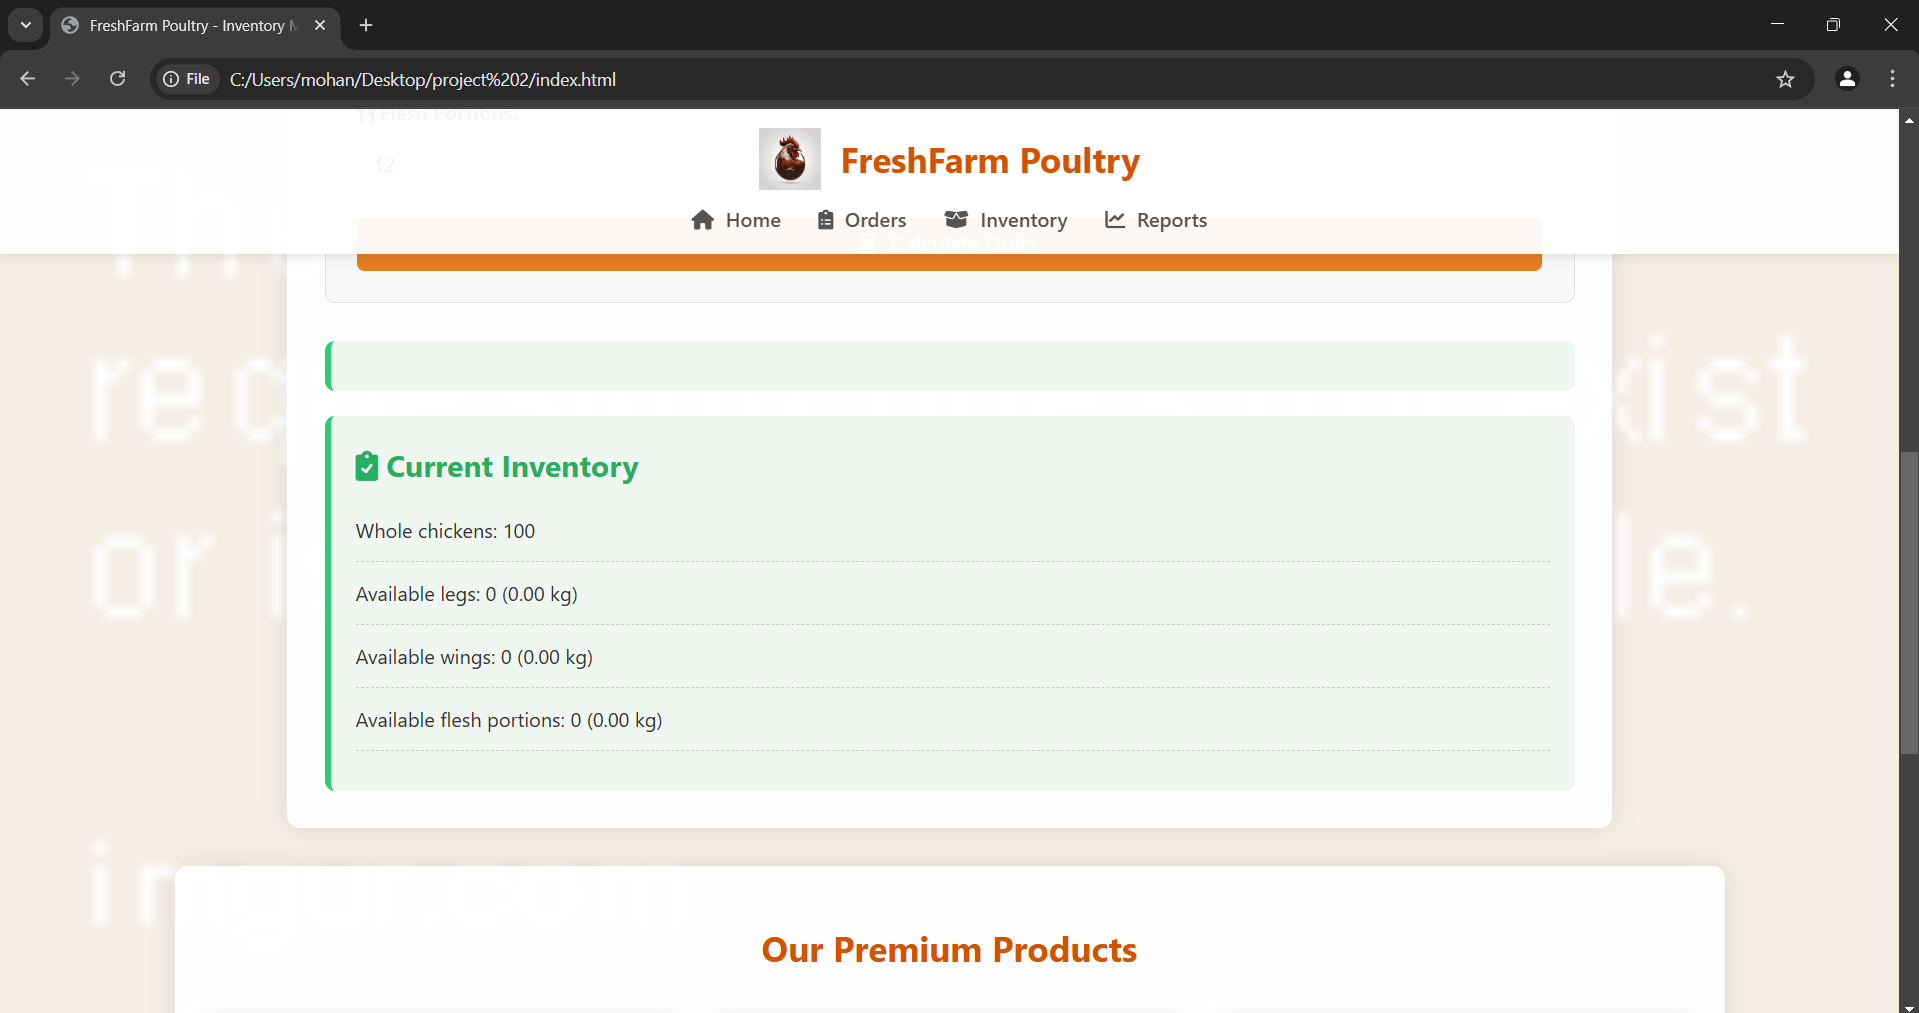 FreshFarm Poultry - Inventory M
File
C:/Users/mohan/Desktop/project%202/index.html
Flesh Portions:
12
FreshFarm Poultry
Home
Orders
Inventory
Reports
Calculate Order
Current Inventory
Whole chickens: 100
Available legs: 0 (0.00 kg)
Available wings: 0 (0.00 kg)
Available flesh portions: 0 (0.00 kg)
Our Premium Products